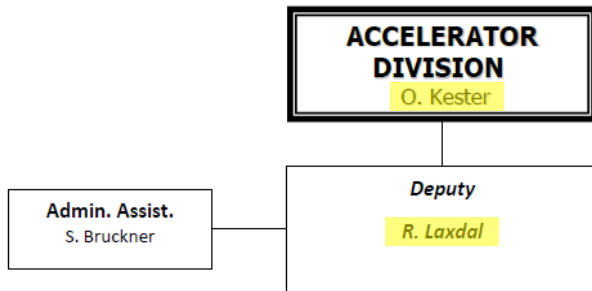 ACCELERATOR
DIVISION
O. Kester
Deputy
R. Laxdal
Admin. Assist.
S. Bruckner